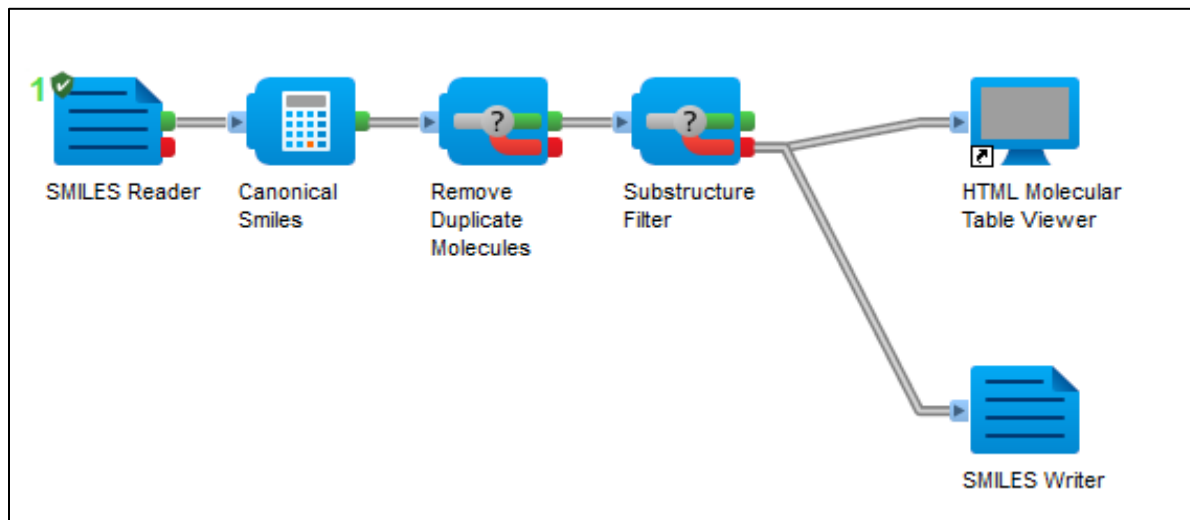 1
SMILES Reader
Canonical
Smiles
?
Remove
Duplicate
Molecules
?
Substructure
Filter
HTML Molecular
Table Viewer
SMILES Writer